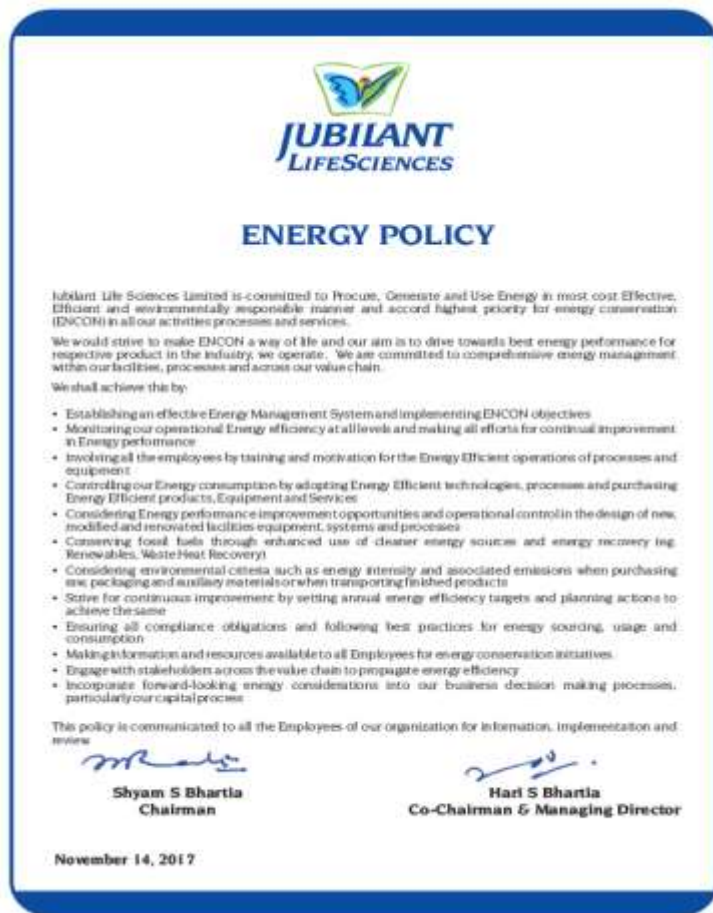 JUBILANT
LIFESCIENCES
ENERGY POLICY
Jubilant Life Sciences Limited is committed to Procure, Generate and Use Energy in most cost Effective,
Efficient and environmentally responsible manner and accord highest priority for energy conservation
(ENCON) in all our activities processes and services.
We would strive to make ENCON a way of life and our aim is to drive towards best energy performance for
respective product in the industry, we operate. We are committed to comprehensive energy management
within our facilities, processes and across our value chain.
We shall achieve this by:
• Establishing an effective Energy Management System and implementing ENCON objectives
• Monitoring our operational Energy efficiency at all levels and making all efforts for continual improvement
in Energy performance
• Involving all the employees by training and motivation for the Energy Efficient operations of processes and
equipment
• Controlling our Energy consumption by adopting Energy Efficient technologies, processes and purchasing
Energy Efficient products, Equipment and Services
• Considering Energy performance improvement opportunities and operational control in the design of new,
modified and renovated facilities equipment, systems and processes
• Conserving fossil fuels through enhanced use of cleaner energy sources and energy recovery (eg.
Renewables, Waste Heat Recovery)
• Considering environmental criteria such as energy intensity and associated emissions when purchasing
raw, packaging and auxiliary materials or when transporting finished products
• Strive for continuous improvement by setting annual energy efficiency targets and planning actions to
achieve the same
• Ensuring all compliance obligations and following best practices for energy sourcing, usage and
consumption
• Making information and resources available to all Employees for energy conservation initiatives.
• Engage with stakeholders across the value chain to propagate energy efficiency
• Incorporate forward-looking energy considerations into our business decision making processes,
particularly our capital process
This policy is communicated to all the Employees of our organization for information, implementation and
review
Shyam S Bhartia
Chairman
Hari S Bhartia
Co-Chairman & Managing Director
November 14, 2017